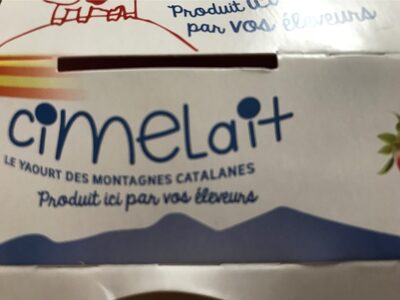 Produit ici
par vos éleveurs
cimelait
LE YAOURT DES MONTAGNES CATALANES
Produit ici par vos éleveurs